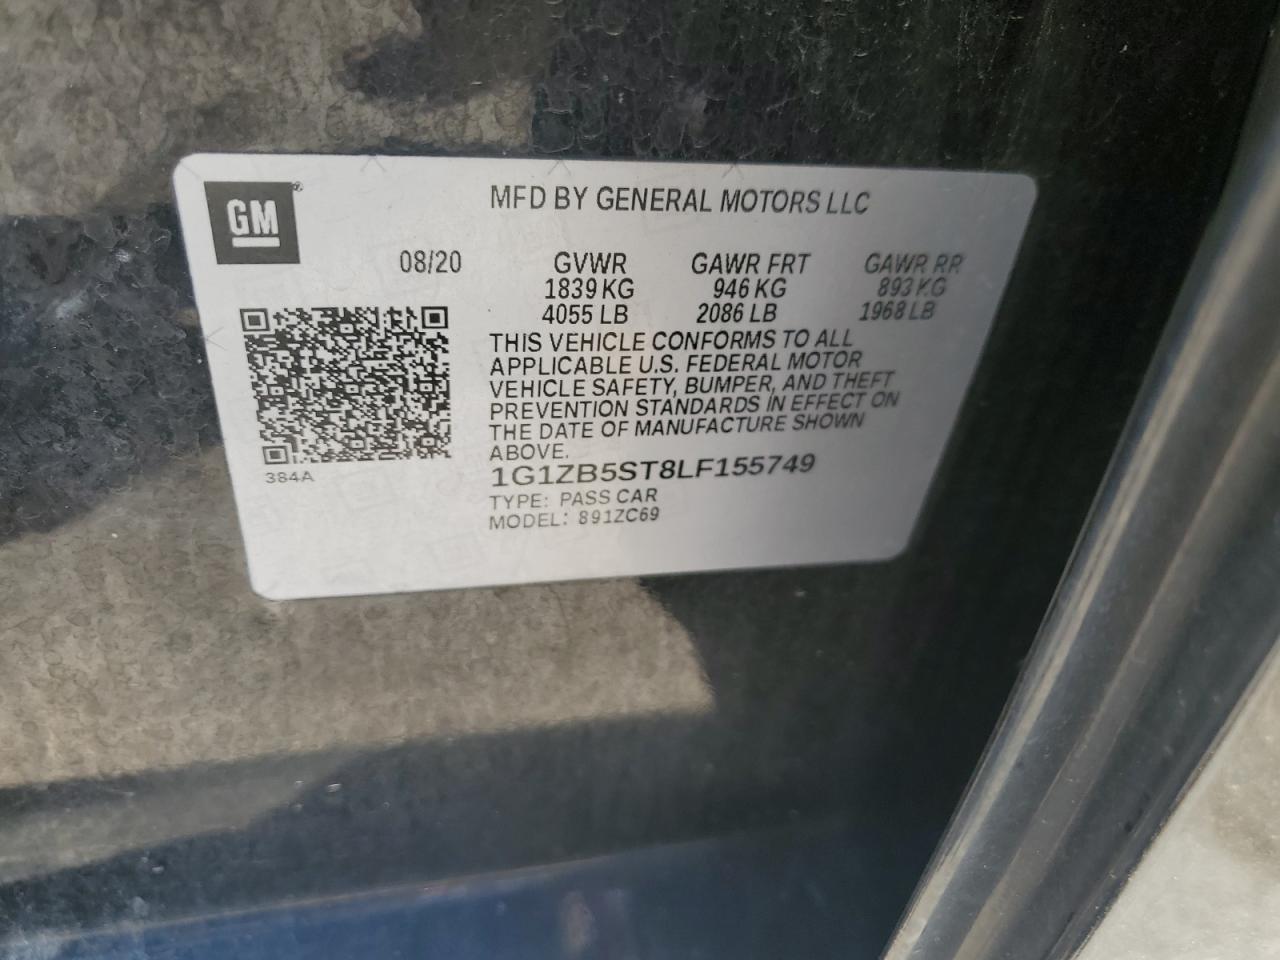 GM
MFD BY GENERAL MOTORS LLC
08/20 GVWR GAWR FRT GAWR RR
1839 KG 946 KG 893 KG
4055 LB 2086 LB 1968 LB
THIS VEHICLE CONFORMS TO ALL
APPLICABLE U.S. FEDERAL MOTOR
VEHICLE SAFETY, BUMPER, AND THEFT
PREVENTION STANDARDS IN EFFECT ON
THE DATE OF MANUFACTURE SHOWN
ABOVE.
384A
1G1ZB5ST8LF155749
TYPE: PASS CAR
MODEL: 891ZC69